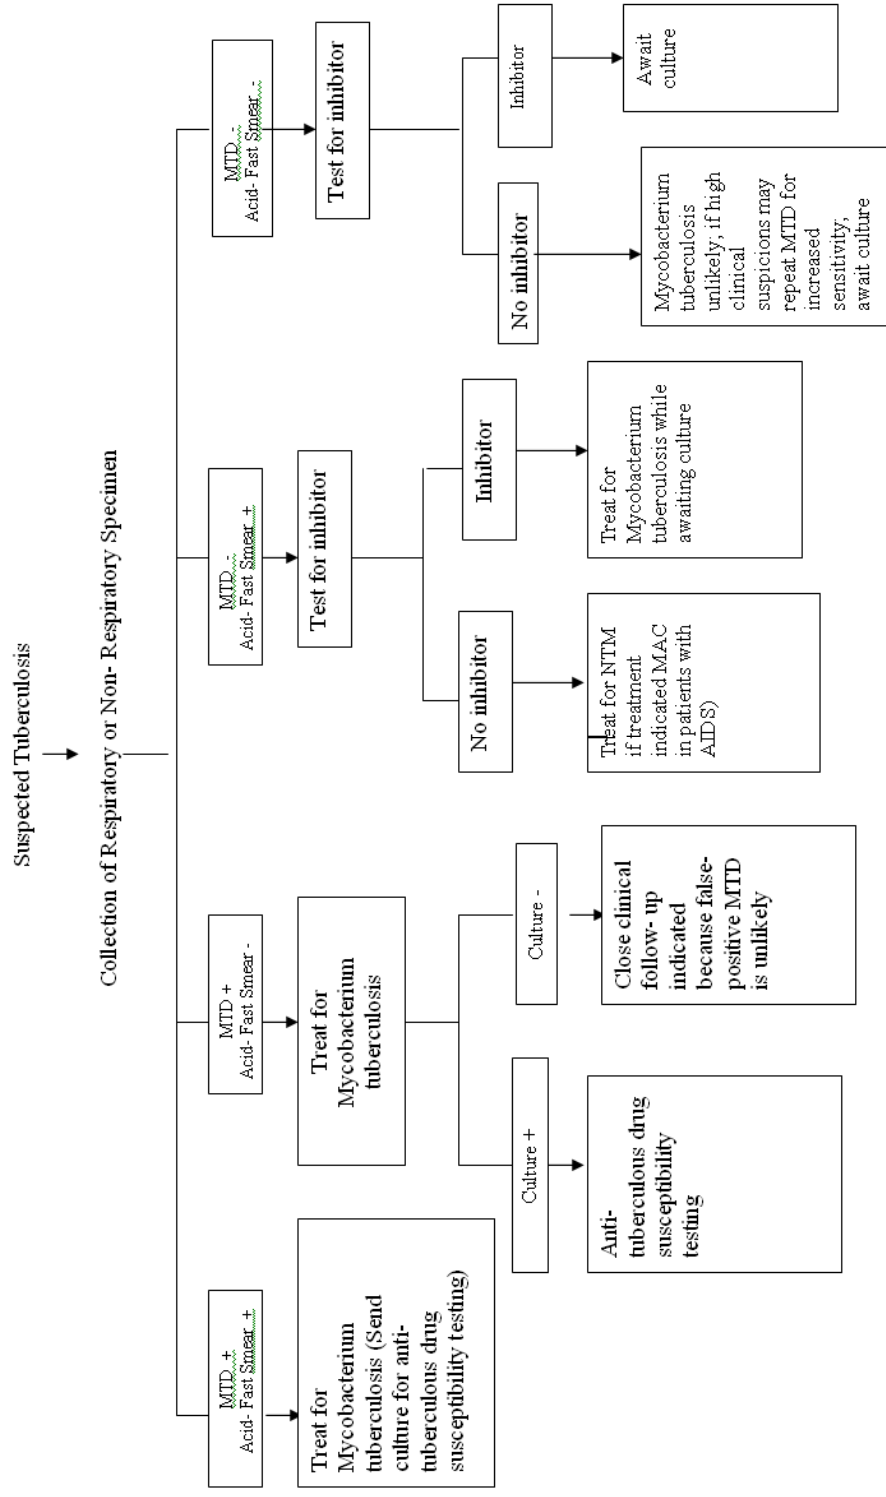 Suspected Tuberculosis
Collection of Respiratory or Non- Respiratory Specimen
MTD +
Acid- Fast Smear +
Treat for
Mycobacterium
tuberculosis (Send
culture for anti-
tuberculous drug
susceptibility testing)
MTD +
Acid- Fast Smear -
Treat for
Mycobacterium
tuberculosis
Culture +
Anti-
tuberculous drug
susceptibility
testing
Culture -
Close clinical
follow- up
indicated
because false-
positive MTD
is unlikely
MTD -
Acid- Fast Smear +
Test for inhibitor
No inhibitor
Treat for NTM
if treatment
indicated MAC
in patients with
AIDS)
Inhibitor
Treat for
Mycobacterium
tuberculosis while
awaiting culture
MTD -
Acid- Fast Smear -
Test for inhibitor
No inhibitor
Mycobacterium
tuberculosis
unlikely; if high
clinical
suspicions may
repeat MTD for
increased
sensitivity;
await culture
Inhibitor
Await
culture